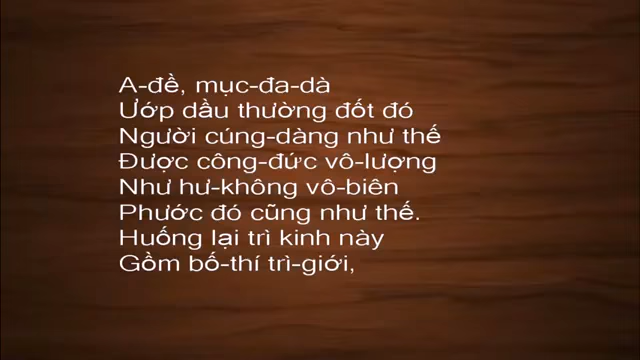 A-đề, mục-đa-dà
Ướp dầu thường đốt đó
Người cúng-dàng như thế
Được công-đức vô-lượng
Như hư-không vô-biên
Phước đó cũng như thế.
Huống lại trì kinh này
Gồm bố-thí trì-giới,